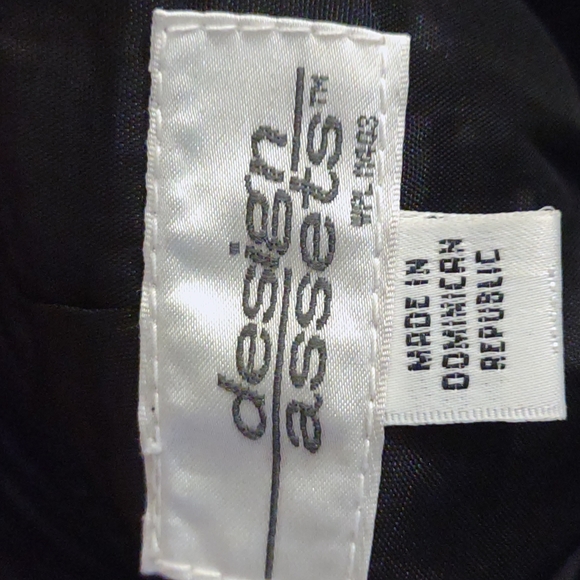 design
assets™
WPL 11403
MADE IN
DOMINICAN
REPUBLIC